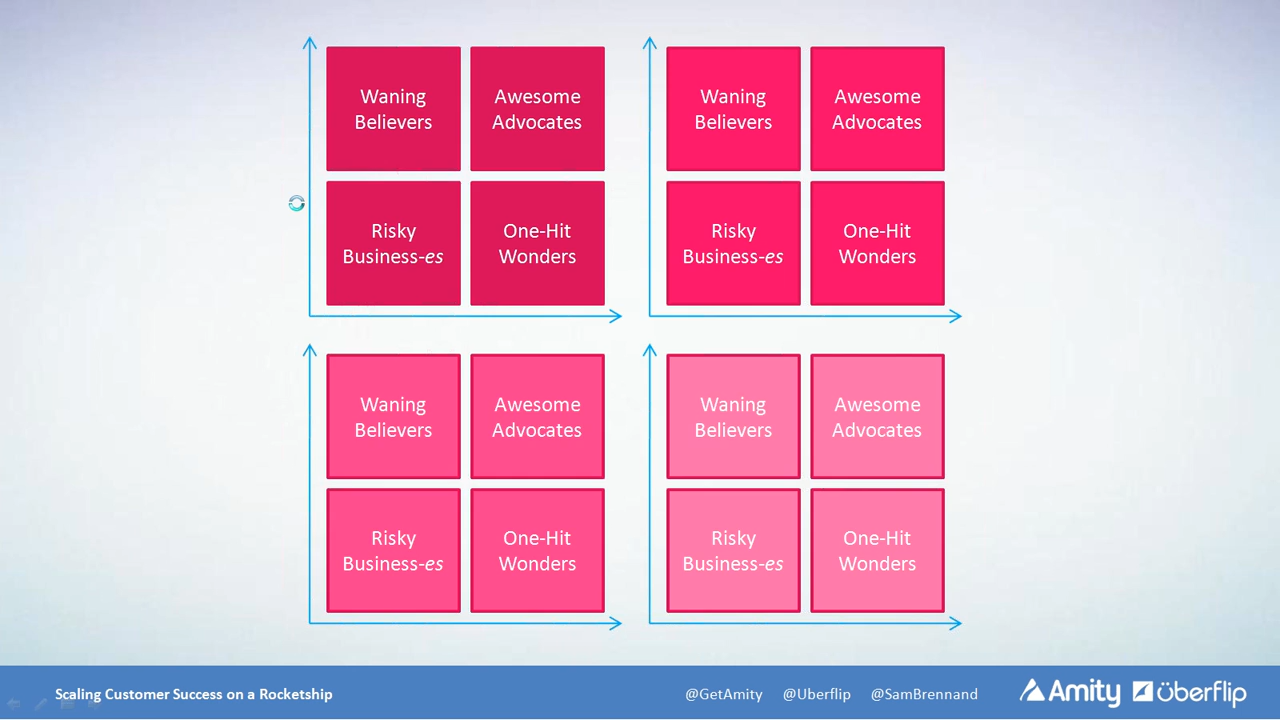 Waning
Believers
Awesome
Advocates
Risky
Business-es
One-Hit
Wonders
Waning
Believers
Awesome
Advocates
Risky
Business-es
One-Hit
Wonders
Waning
Believers
Awesome
Advocates
Risky
Business-es
One-Hit
Wonders
Waning
Believers
Awesome
Advocates
Risky
Business-es
One-Hit
Wonders
Scaling Customer Success on a Rocketship
@GetAmity @Uberflip @SamBrennand
Amity überflip